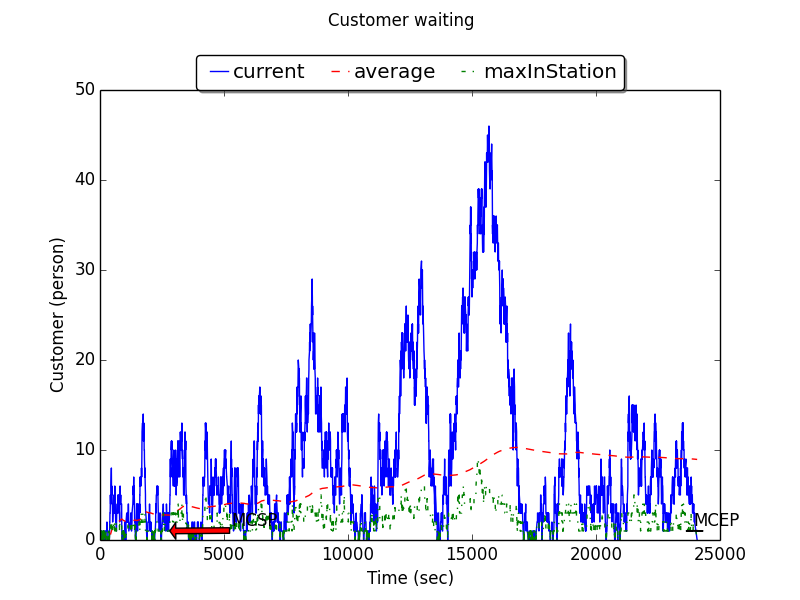 Customer waiting
current average maxInStation
50
40
30
20
10
0
Customer (person)
MCSP
MCEP
0 5000 10000 15000 20000 25000
Time (sec)